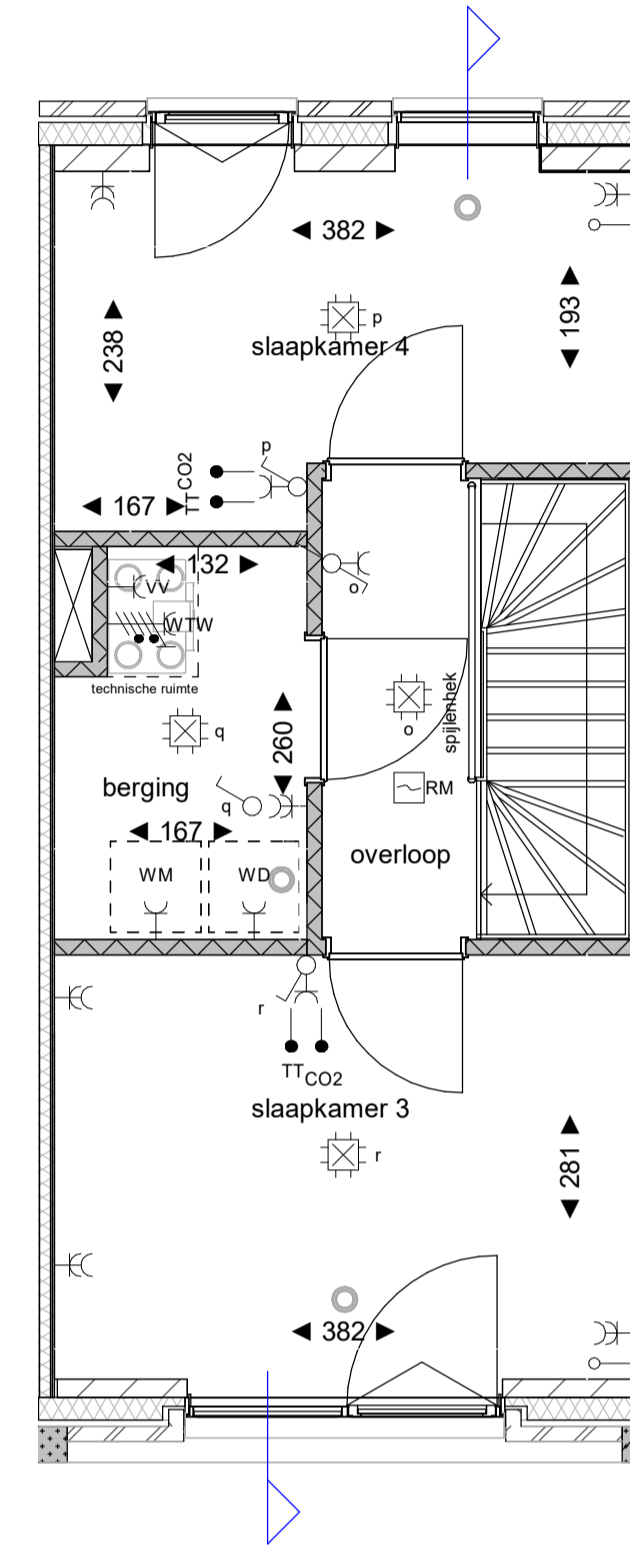 382
193
238
p
slaapkamer 4
p
CO2
TT
167
132
VV
WTW
o
technische ruimte
q
260
o
spijlenhek
berging
q
RM
167
overloop
WM
WD
r
TT CO2
slaapkamer 3
r
281
382